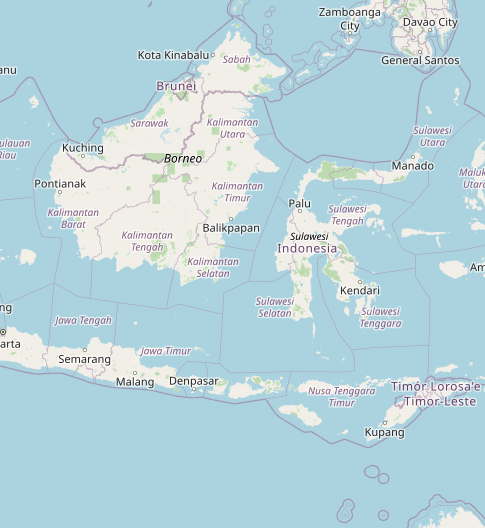 Zamboanga
City
Davao City
Kota Kinabalu
Sabah
General Santos
anu
Brunei
Sarawak
Kalimantan
Utara
Sulawesi
Utara
ulauan
Riau
Kuching
Borneo
Manado
Maluk
Utara
Pontianak
Kalimantan
Timur
Palu
Kalimantan
Barat
Sulawesi
Tengah
Balikpapan
Kalimantan
Tengah
Sulawesi
Indonesia
Kalimantan
Selatan
Am
Kendari
Sulawesi
Selatan
Sulawesi
Tenggara
ng
Jawa Tengah
arta
Semarang
Jawa Timur
Malang
Denpasar
Nusa Tenggara
Timur
Timór Lorosa'e
Timor-Leste
Kupang